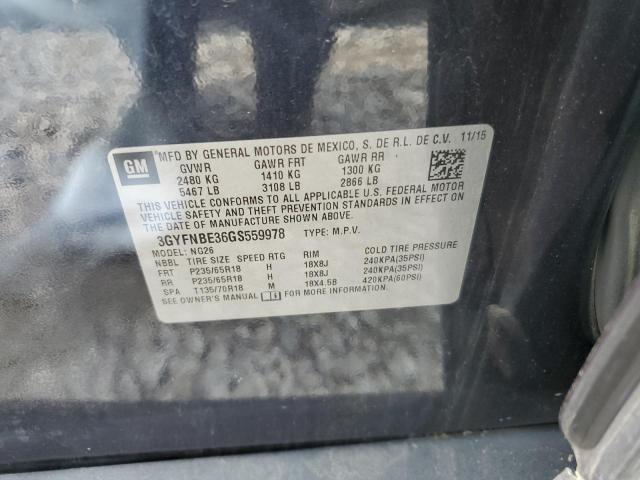 GM
MFD BY GENERAL MOTORS DE MEXICO, S. DE R.L. DE C.V. 11/15
GVWR GAWR FRT GAWR RR
2480 KG 1410 KG 1300 KG
5467 LB 3108 LB 2866 LB
THIS VEHICLE CONFORMS TO ALL APPLICABLE U.S. FEDERAL MOTOR
VEHICLE SAFETY AND THEFT PREVENTION STANDARDS IN EFFECT ON
THE DATE OF MANUFACTURE SHOWN ABOVE.
3GYFNBE36GS559978 TYPE: M.P.V.
MODEL: NG26
NBBL TIRE SIZE SPEED RTG RIM COLD TIRE PRESSURE
FRT P235/65R18 H 18X8J 240KPA(35PSI)
RR P235/65R18 H 18X8J 240KPA(35PSI)
SPA T135/70R18 M 18X4.5B 420KPA(60PSI)
SEE OWNER'S MANUAL FOR MORE INFORMATION.